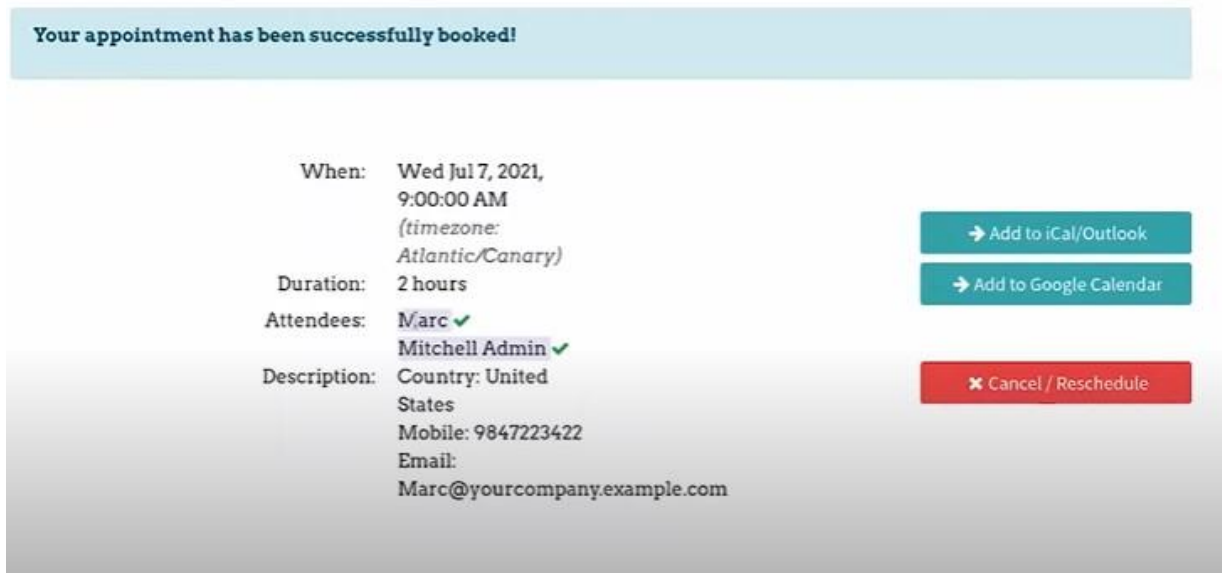 Your appointment has been successfully booked!
When: Wed Jul 7, 2021,
9:00:00 AM
(timezone:
Atlantic/Canary)
Duration: 2 hours
Attendees: Marc
Mitchell Admin
Description: Country: United
States
Mobile: 9847223422
Email:
Marc@yourcompany.example.com
Add to iCal/Outlook
Add to Google Calendar
Cancel / Reschedule